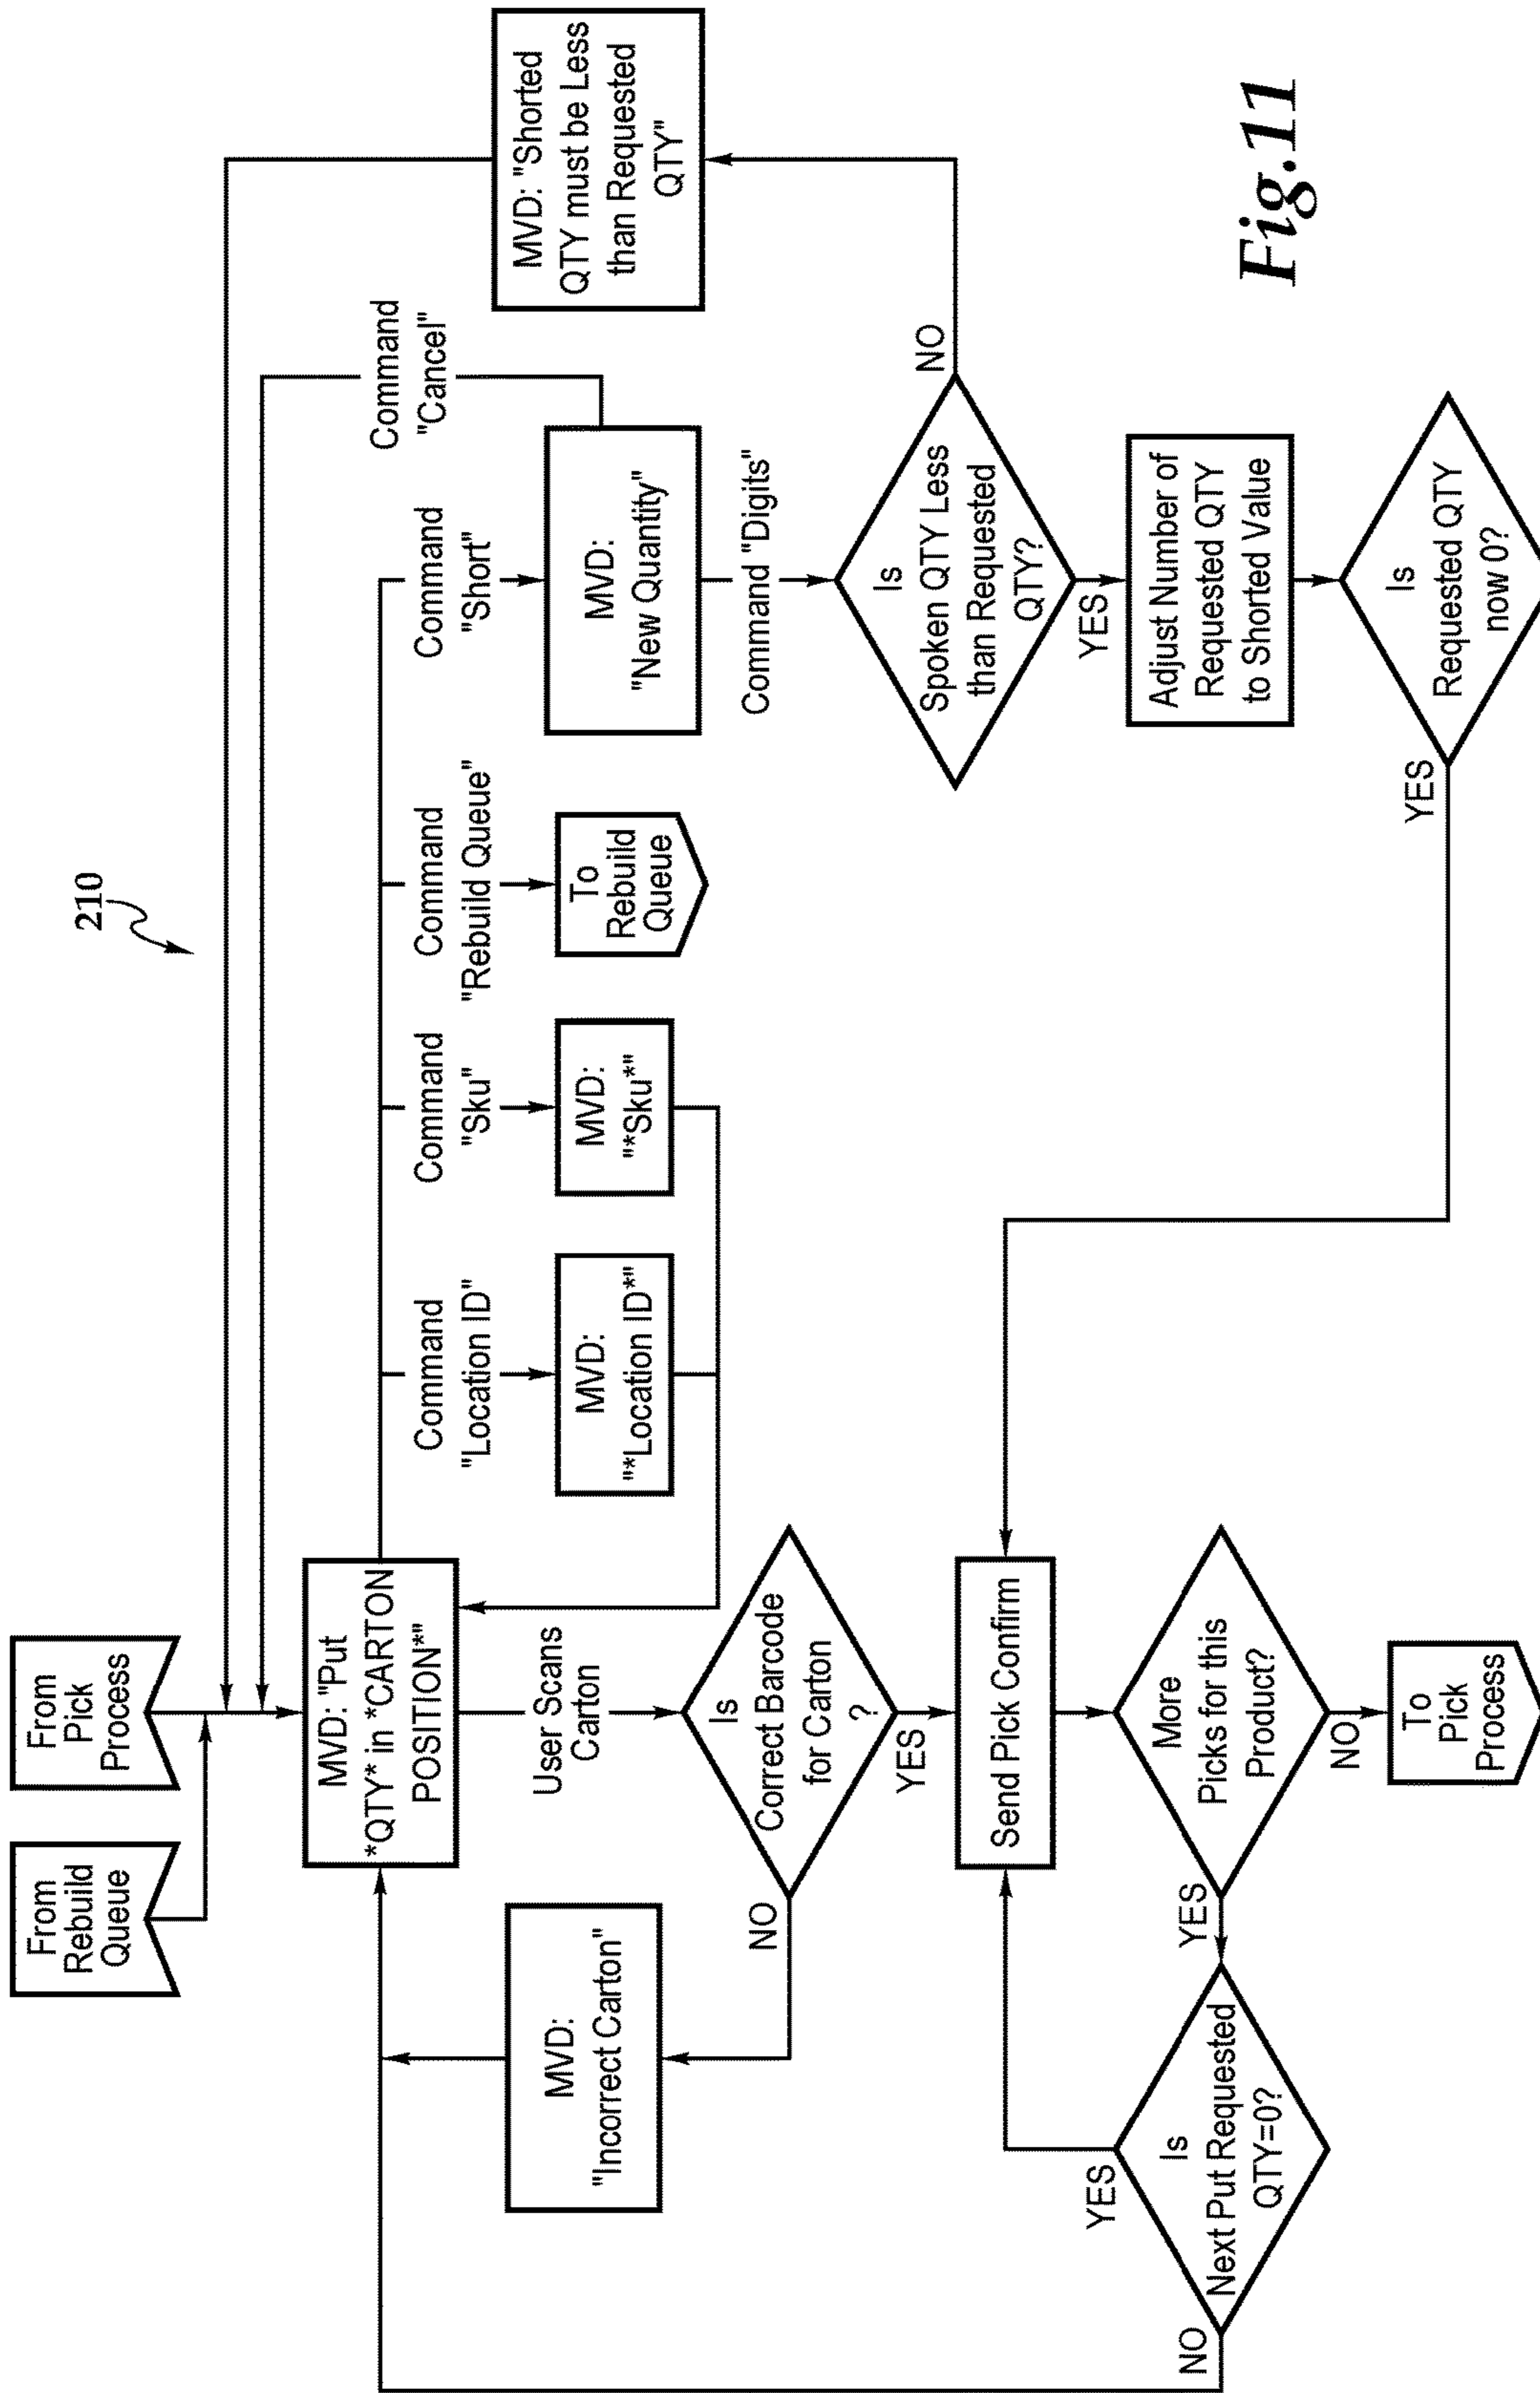 210
From
Rebuild
Queue
From
Pick
Process
MVD: "Put
*QTY* in *CARTON
POSITION*"
Command
"Location ID"
Command
"Sku"
Command
"Rebuild Queue"
Command
"Short"
Command
"Cancel"
MVD: "Shorted
QTY must be Less
than Requested
QTY"
MVD:
"Incorrect Carton"
User Scans
Carton
MVD:
"*Location ID*"
MVD:
"*Sku*"
To
Rebuild
Queue
MVD:
"New Quantity"
Command "Digits"
Is
Correct Barcode
for Carton
?
NO
YES
Is
Spoken QTY Less
than Requested
QTY?
NO
YES
Send Pick Confirm
Adjust Number of
Requested QTY
to Shorted Value
Is
Next Put Requested
QTY=0?
YES
NO
More
Picks for this
Product?
YES
NO
Is
Requested QTY
now 0?
YES
To
Pick
Process
Fig.11